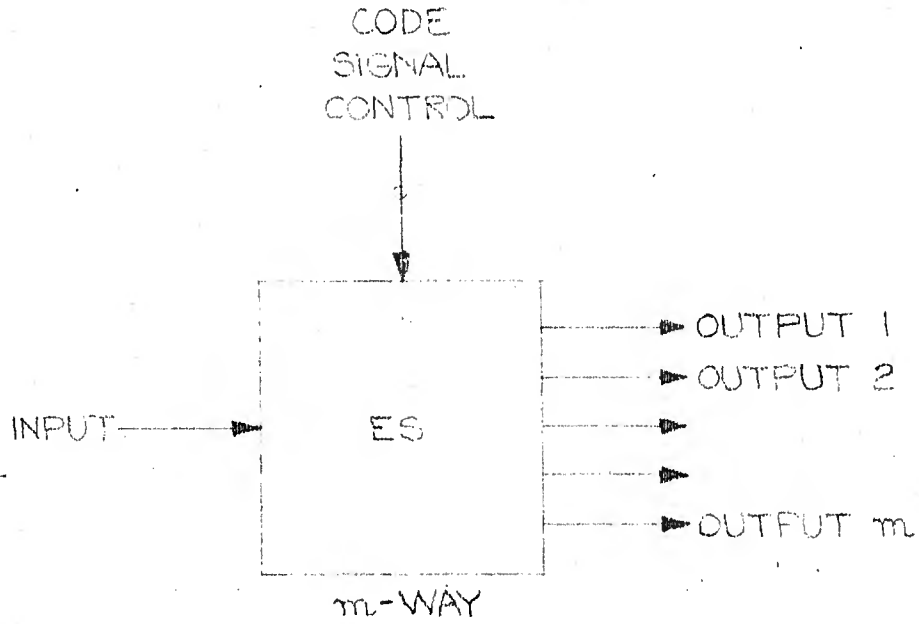 CODE
SIGNAL
CONTROL
OUTPUT 1
OUTPUT 2
INPUT
ES
OUTPUT m
m-WAY